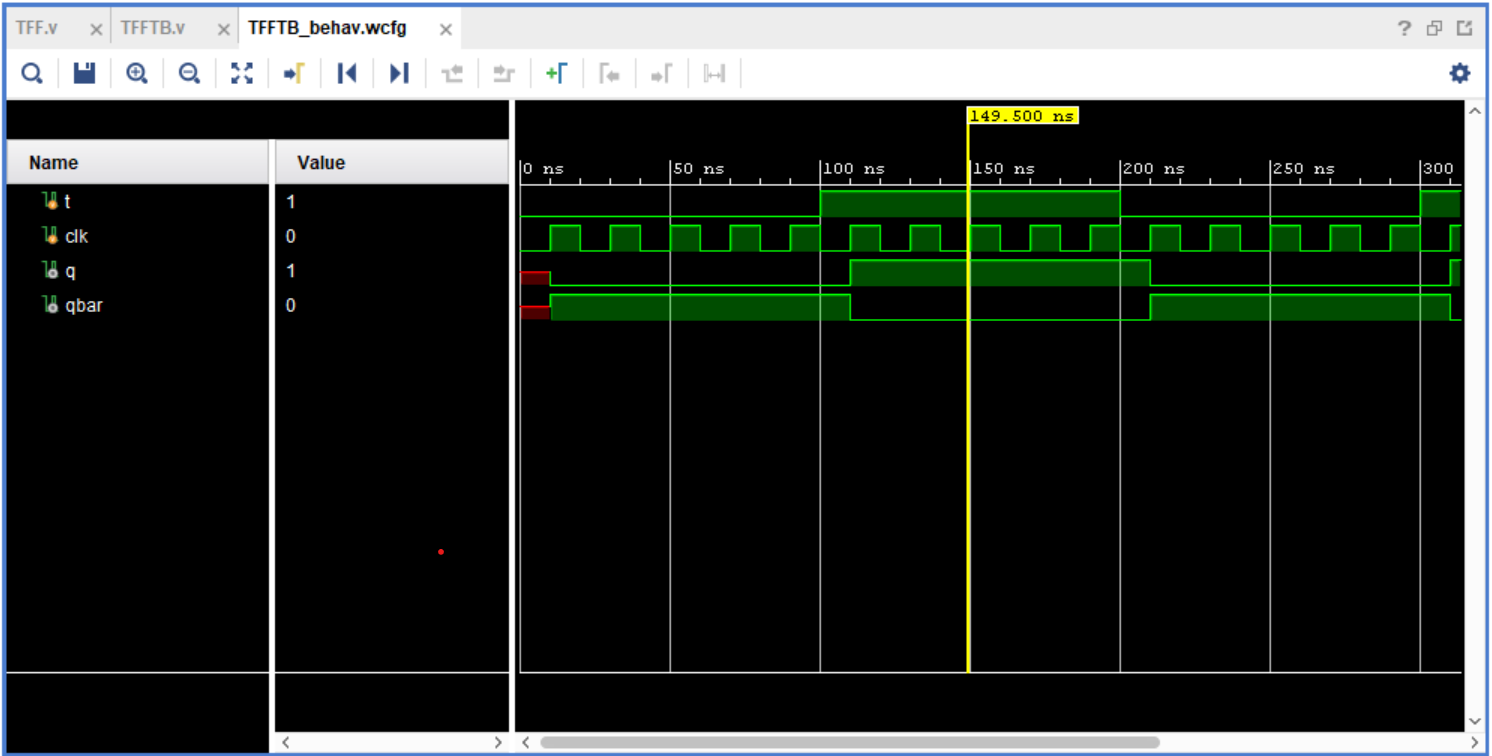 TFF.v × TFFTB.v × TFFTB_behav.wcfg ×
149.500 ns
Name Value
0 ns 50 ns 100 ns 150 ns 200 ns 250 ns 300
t 1
clk 0
q 1
qbar 0